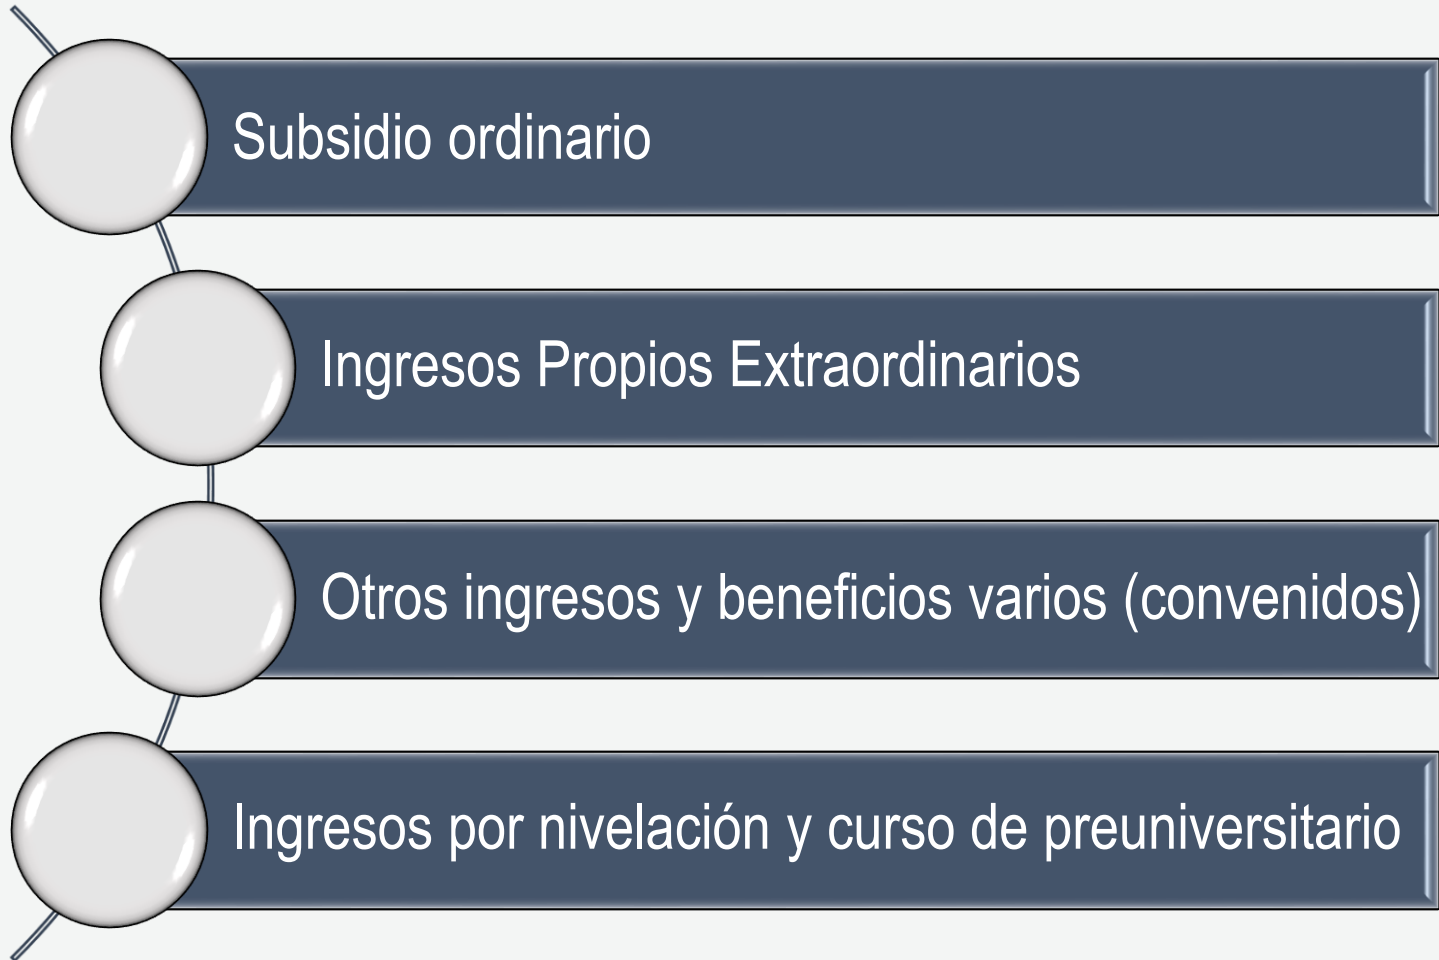 Subsidio ordinario
Ingresos Propios Extraordinarios
Otros ingresos y beneficios varios (convenidos)
Ingresos por nivelación y curso de preuniversitario